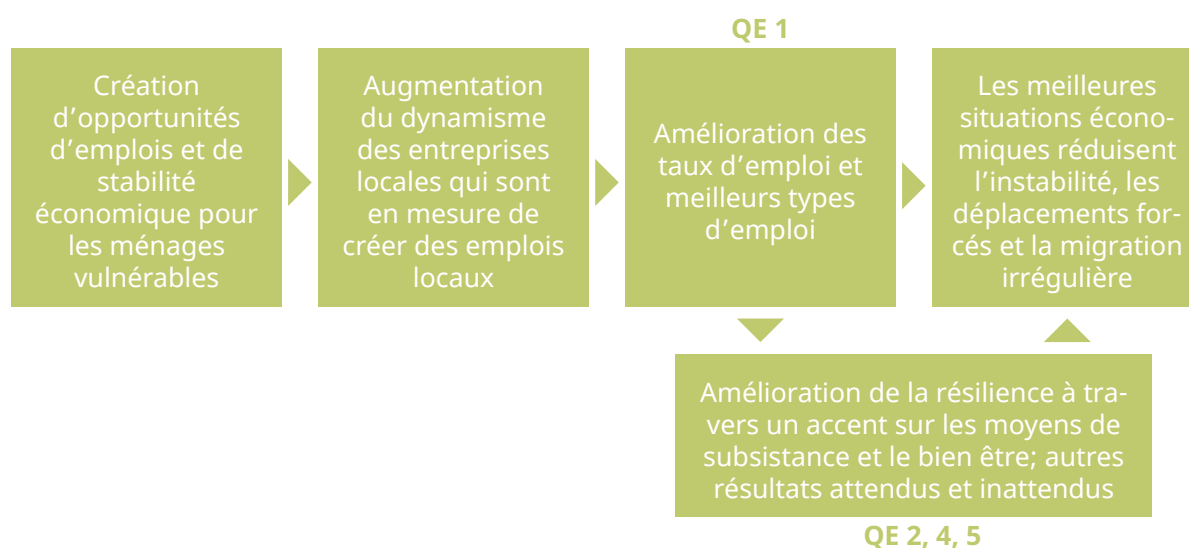 QE 1
Création
d’opportunités
d’emplois et de
stabilité
économique pour
les ménages
vulnérables
Augmentation
du dynamisme
des entreprises
locales qui sont
en mesure de
créer des emplois
locaux
Amélioration des
taux d’emploi et
meilleurs types
d’emploi
Les meilleures
situations écono-
miques réduisent
l’instabilité, les
déplacements for-
cés et la migration
irrégulière
Amélioration de la résilience à tra-
vers un accent sur les moyens de
subsistance et le bien être; autres
résultats attendus et inattendus
QE 2, 4, 5